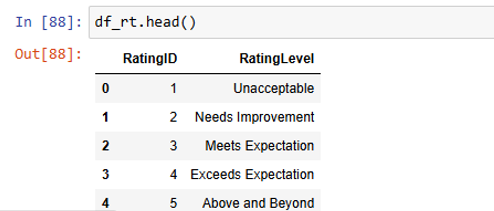 In [88]: df_rt.head()
Out[88]:
RatingID RatingLevel
0 1 Unacceptable
1 2 Needs Improvement
2 3 Meets Expectation
3 4 Exceeds Expectation
4 5 Above and Beyond